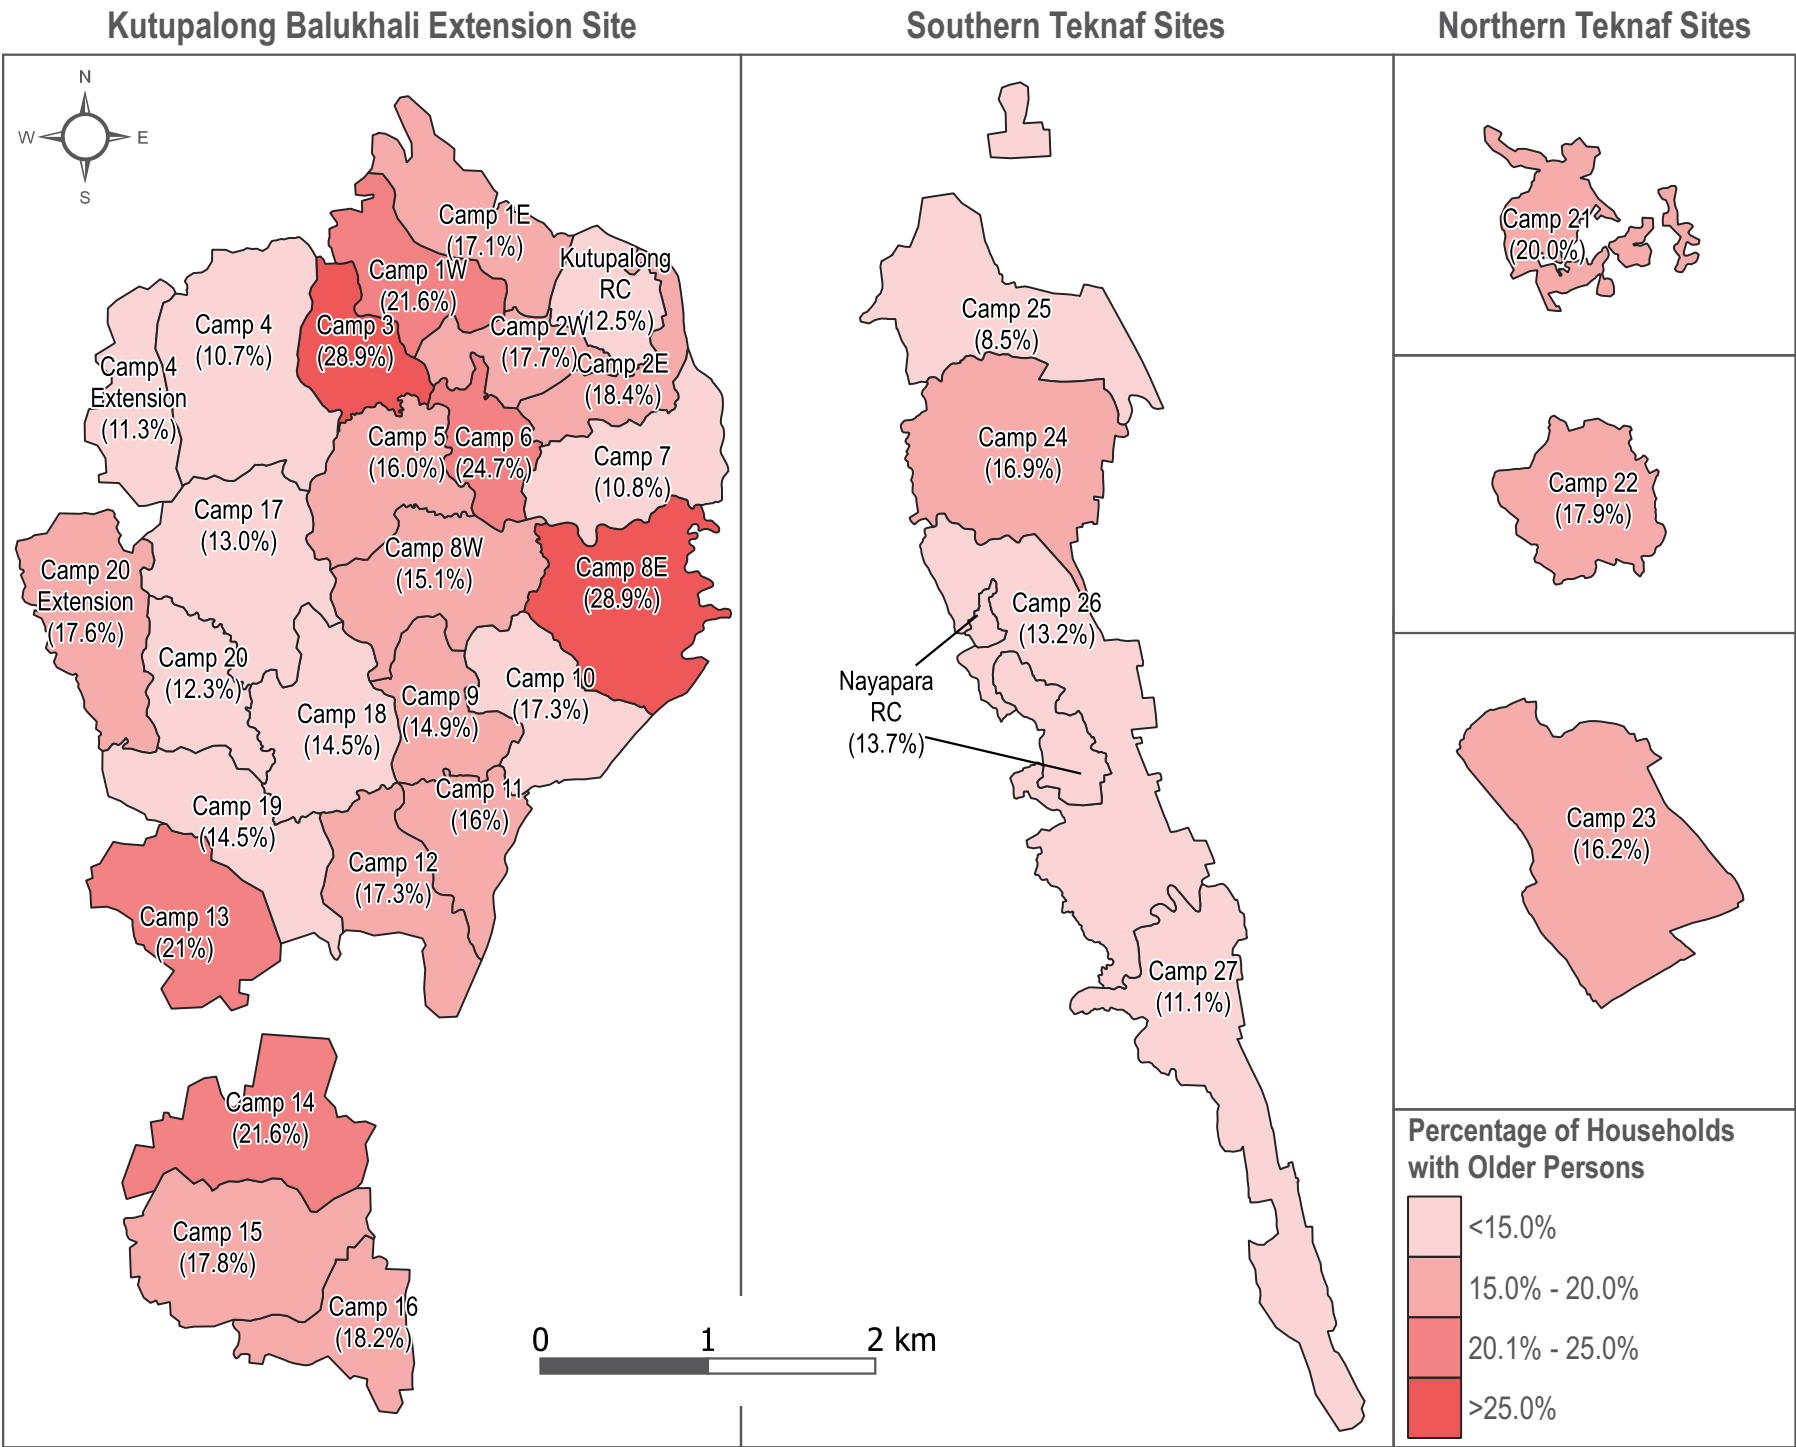 Kutupalong Balukhali Extension Site
Southern Teknaf Sites
Northern Teknaf Sites
N
W
E
S
Camp 1E
(17.1%)
Camp 1W
(21.6%)
Kutupalong
RC
(12.5%)
Camp 4
(10.7%)
Camp 3
(28.9%)
Camp 2W
(17.7%)
Camp 2E
(18.4%)
Camp 4
Extension
(11.3%)
Camp 5
(16.0%)
Camp 6
(24.7%)
Camp 7
(10.8%)
Camp 17
(13.0%)
Camp 8W
(15.1%)
Camp 8E
(28.9%)
Camp 20
Extension
(17.6%)
Camp 20
(12.3%)
Camp 18
(14.5%)
Camp 9
(14.9%)
Camp 10
(17.3%)
Camp 19
(14.5%)
Camp 11
(16%)
Camp 12
(17.3%)
Camp 13
(21%)
Camp 14
(21.6%)
Camp 15
(17.8%)
Camp 16
(18.2%)
0 1 2 km
Camp 25
(8.5%)
Camp 24
(16.9%)
Camp 26
(13.2%)
Nayapara
RC
(13.7%)
Camp 27
(11.1%)
Camp 21
(20.0%)
Camp 22
(17.9%)
Camp 23
(16.2%)
Percentage of Households
with Older Persons
<15.0%
15.0% - 20.0%
20.1% - 25.0%
>25.0%